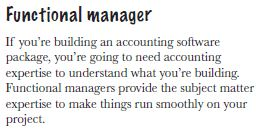 Functional manager
If you're building an accounting software
package, you're going to need accounting
expertise to understand what you're building.
Functional managers provide the subject matter
expertise to make things run smoothly on your
project.